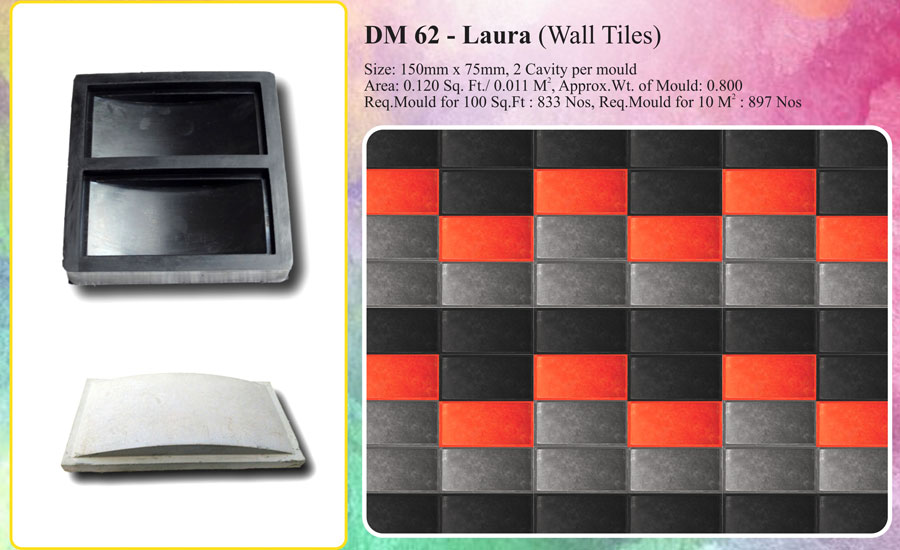 DM 62 - Laura (Wall Tiles)
Size: 150mm x 75mm, 2 Cavity per mould
Area: 0.120 Sq. Ft./ 0.011 M², Approx.Wt. of Mould: 0.800
Req.Mould for 100 Sq.Ft : 833 Nos, Req.Mould for 10 M² : 897 Nos